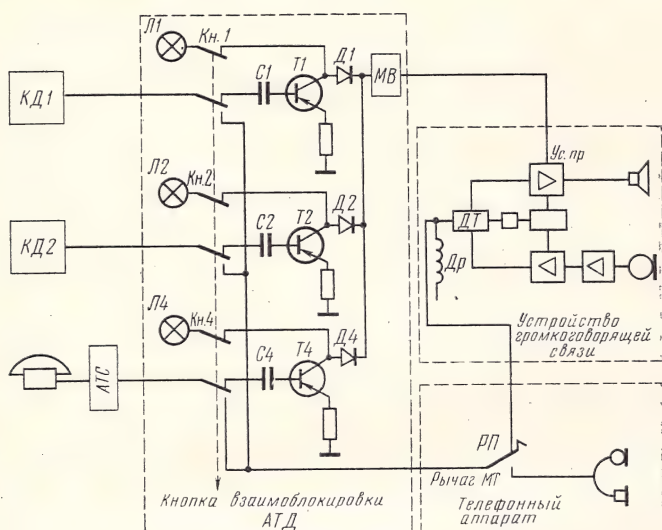 Л1
Кн.1
КД1
С1
Т1
Д1
МВ
Ус.пр
Л2
Кн.2
КД2
С2
Т2
Д2
ДТ
Др
Устройство
громкоговорящей
связи
Л4
Кн.4
АТС
С4
Т4
Д4
РП
Рычаг МТ
Телефонный
аппарат
Кнопка взаимоблокировки
АТД